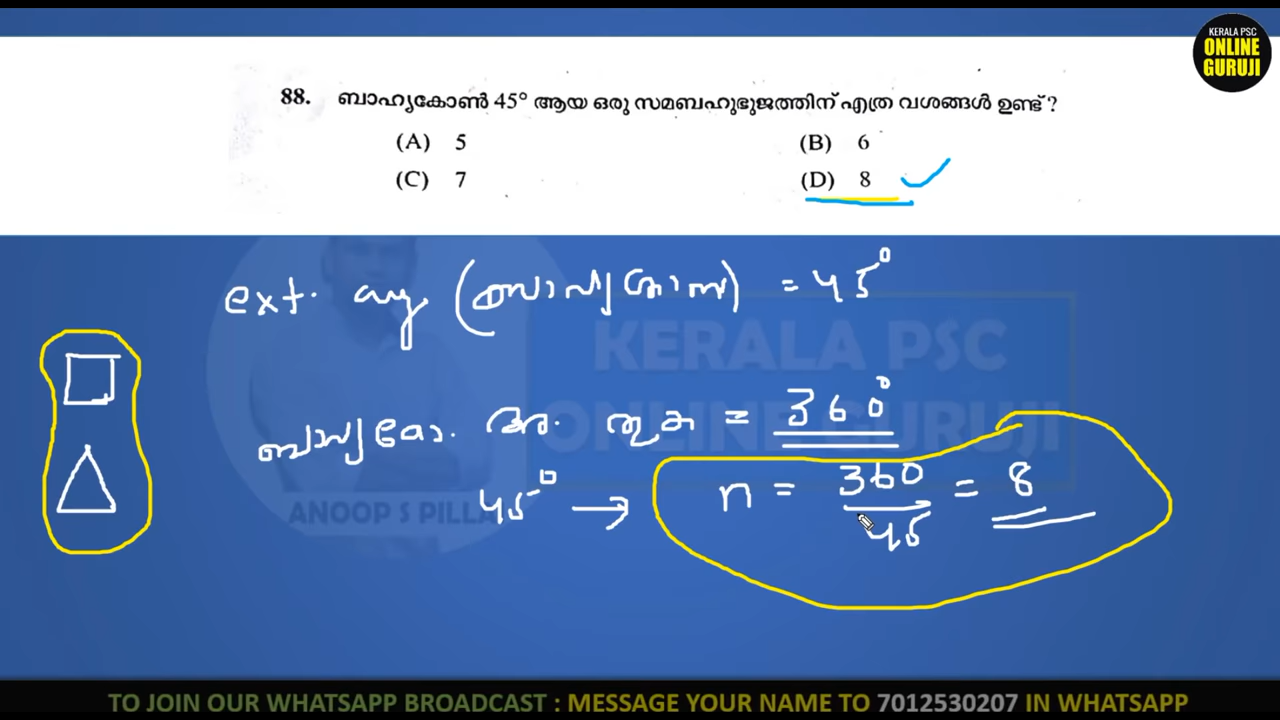 KERALA PSC
ONLINE
GURUJI
88. ബാഹ്യകോൺ 45° ആയ ഒരു സമബഹുഭുജത്തിന് എത്ര വശങ്ങൾ ഉണ്ട് ?
(A) 5 (B) 6
(C) 7 (D) 8
ext. (ബാഹ്യകോൺ) = 45°
KERALA PSC
ബാഹ്യകോ. തുക = 360°
ONLINE GURUJI
45° → n = 360/45 = 8
ANOOP S PILLA
TO JOIN OUR WHATSAPP BROADCAST : MESSAGE YOUR NAME TO 7012530207 IN WHATSAPP